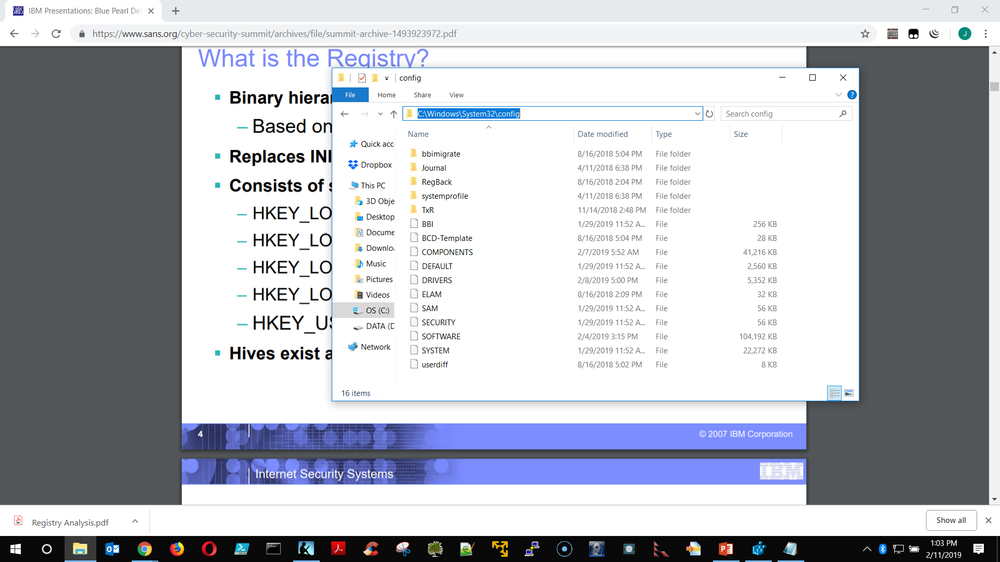 IBM Presentations: Blue Pearl De
https://www.sans.org/cyber-security-summit/archives/file/summit-archive-1493923972.pdf
J
What is the Registry?
Binary hierar
– Based on
Replaces INI
Consists of s
– HKEY_LO
– HKEY_LO
– HKEY_LO
– HKEY_LO
– HKEY_US
Hives exist a
config
File Home Share View
C:\Windows\System32\config
Search config
Quick acc
Dropbox
This PC
3D Obje
Desktop
Docume
Downloa
Music
Pictures
Videos
OS (C:)
DATA (D
Network
Name Date modified Type Size
bbimigrate 8/16/2018 5:04 PM File folder
Journal 4/11/2018 6:38 PM File folder
RegBack 8/16/2018 2:04 PM File folder
systemprofile 4/11/2018 6:38 PM File folder
TxR 11/14/2018 2:48 PM File folder
BBI 1/29/2019 11:52 A... File 256 KB
BCD-Template 8/16/2018 5:04 PM File 28 KB
COMPONENTS 2/7/2019 5:52 AM File 41,216 KB
DEFAULT 1/29/2019 11:52 A... File 2,560 KB
DRIVERS 2/8/2019 5:00 PM File 5,352 KB
ELAM 8/16/2018 2:09 PM File 32 KB
SAM 1/29/2019 11:52 A... File 56 KB
SECURITY 1/29/2019 11:52 A... File 56 KB
SOFTWARE 2/4/2019 3:15 PM File 104,192 KB
SYSTEM 1/29/2019 11:52 A... File 22,272 KB
userdiff 8/16/2018 5:02 PM File 8 KB
16 items
4
© 2007 IBM Corporation
Internet Security Systems
IBM
Registry Analysis.pdf
Show all
1:03 PM
2/11/2019